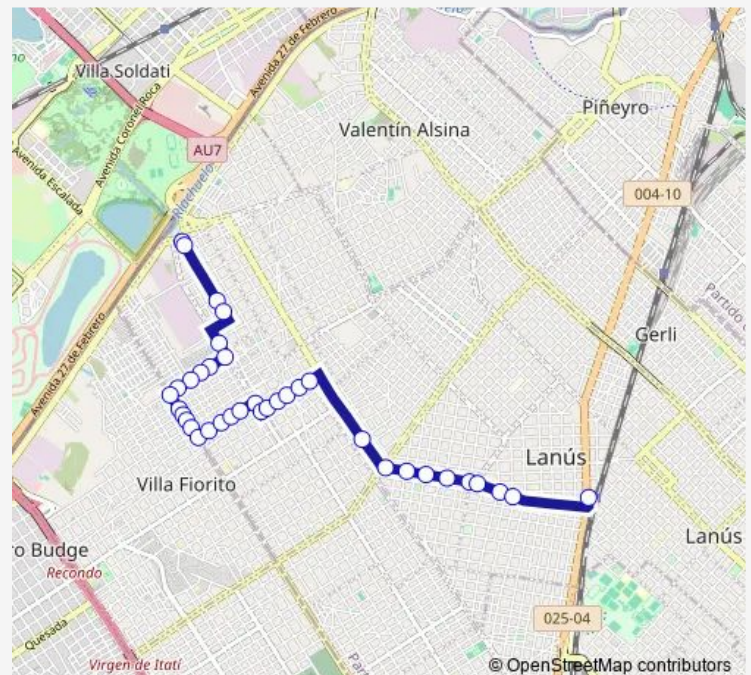 Villa Soldati
Avenida 27 de Febrero
Avenida Coronel Roca
Piñeyro
Valentín Alsina
AU7
Avenida Escalada
004-10
Riachuelo
Partido
Gerli
Avenida 27 de Febrero
Lanús
Villa Fiorito
Lanús
ro Budge
Recondo
025-04
Quesada
Virgen de Itatí
Part
© OpenStreetMap contributors